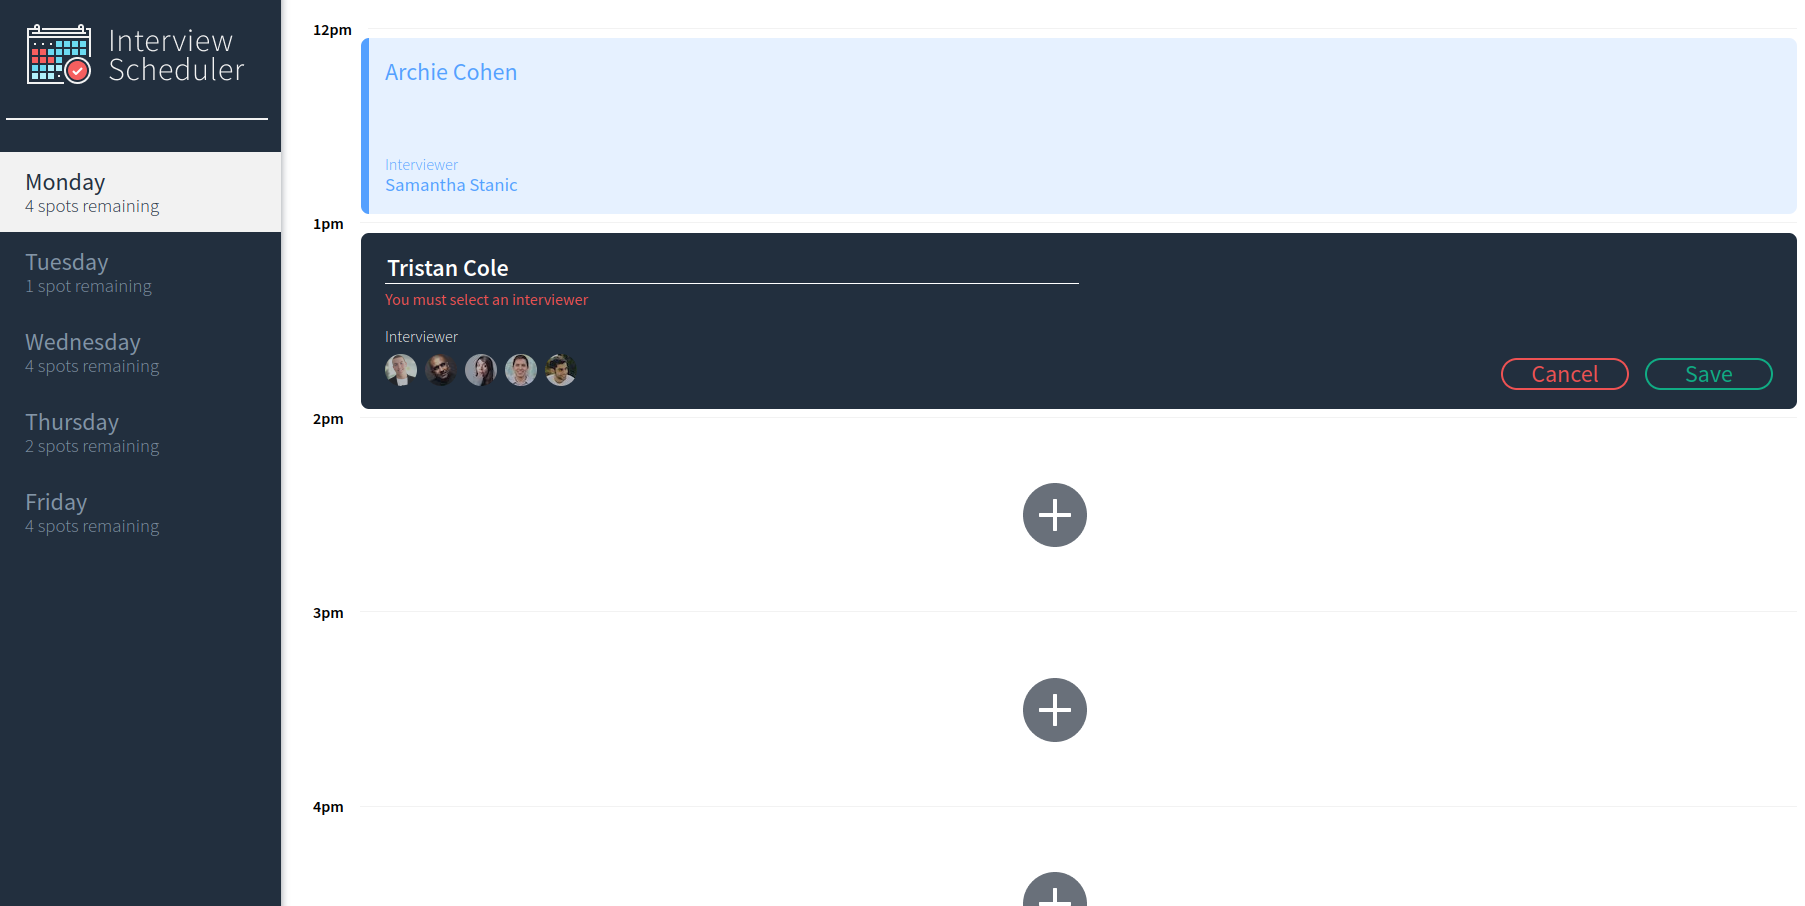 Interview
Scheduler
Monday
4 spots remaining
Tuesday
1 spot remaining
Wednesday
4 spots remaining
Thursday
2 spots remaining
Friday
4 spots remaining
12pm
Archie Cohen
Interviewer
Samantha Stanic
1pm
Tristan Cole
You must select an interviewer
Interviewer
Cancel
Save
2pm
3pm
4pm